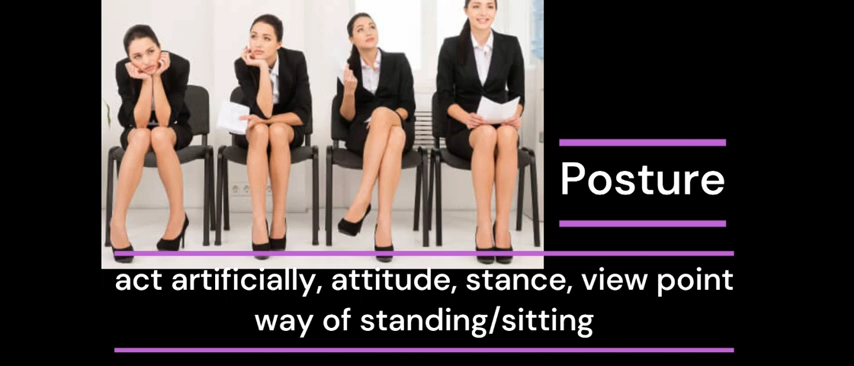 Posture
act artificially, attitude, stance, view point
way of standing/sitting